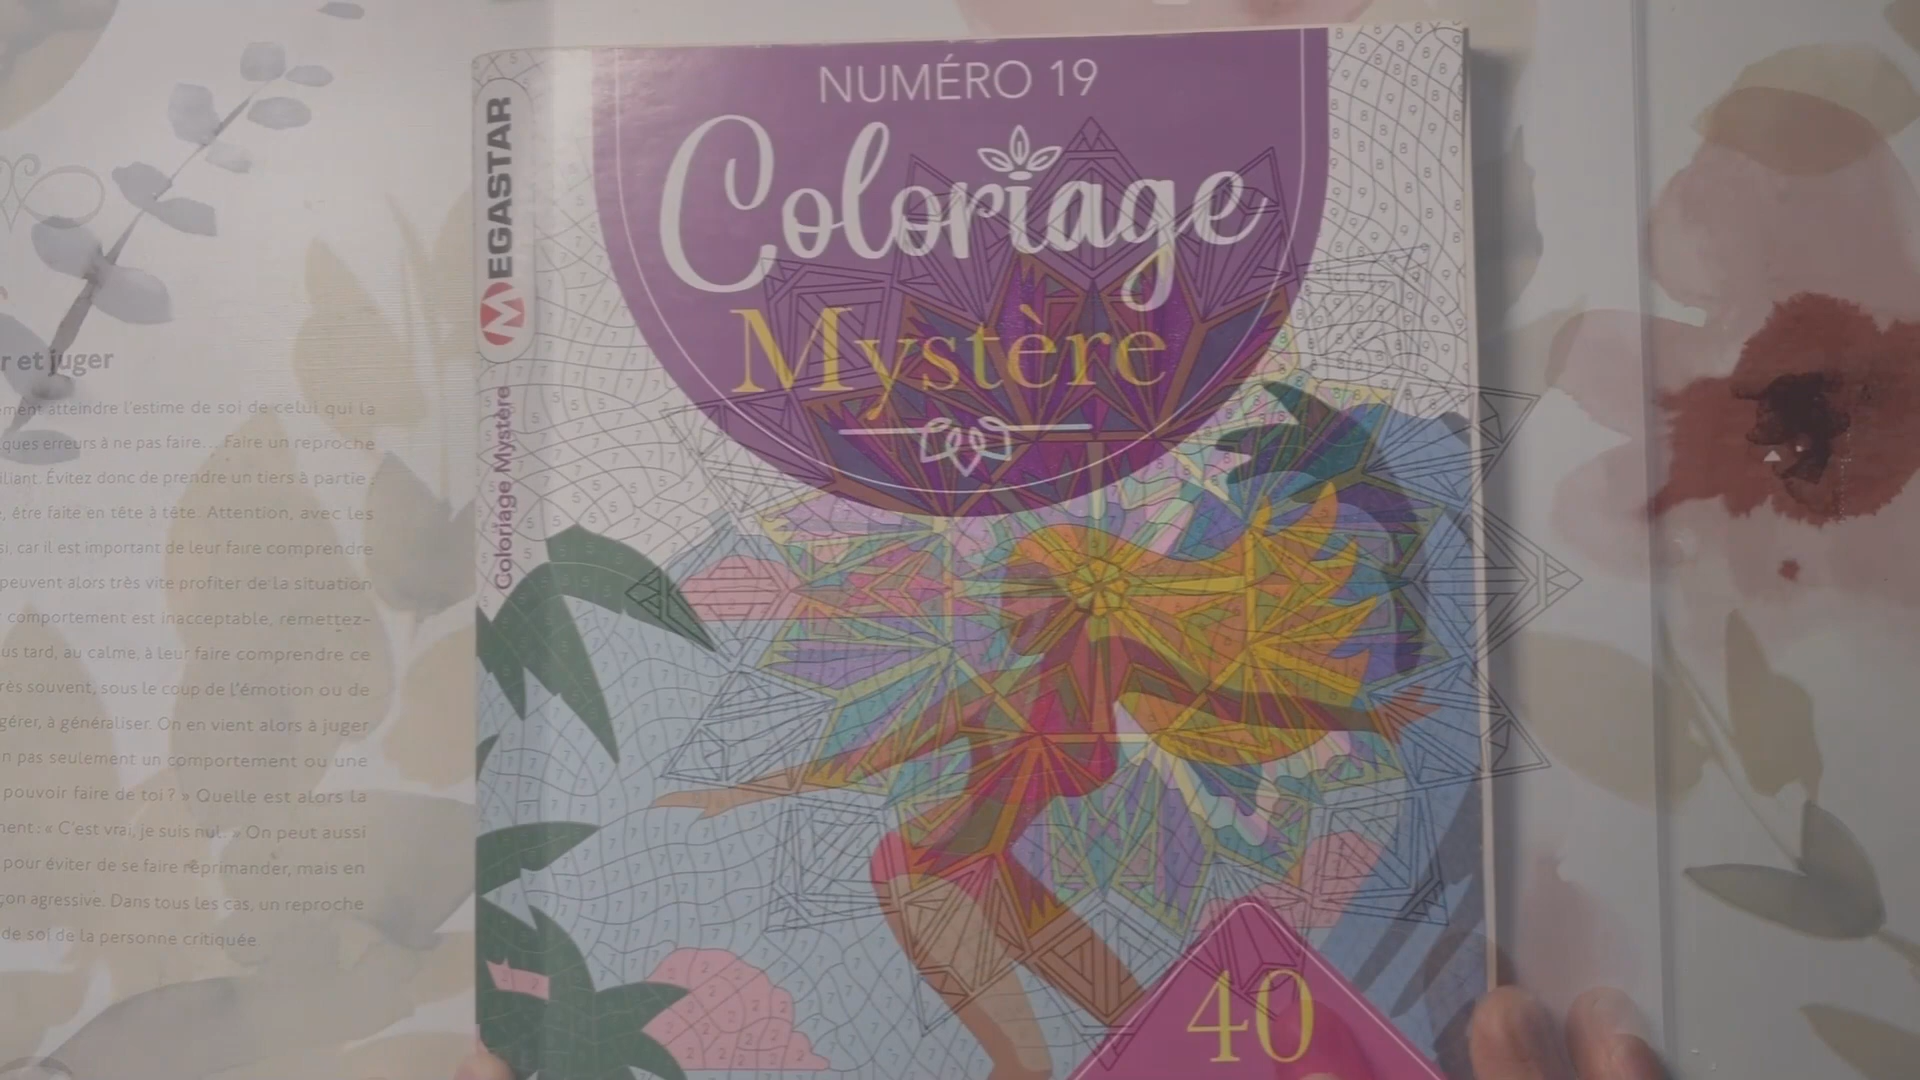 NUMÉRO 19
Coloriage
Mystère
40
MEGASTAR
Coloriage Mystère
r et juger
ment atteindre l'estime de soi de celui qui la
ques erreurs à ne pas faire... Faire un reproche
iliant. Évitez donc de prendre un tiers à partie ;
, être faite en tête à tête. Attention, avec les
si, car il est important de leur faire comprendre
peuvent alors très vite profiter de la situation
comportement est inacceptable, remettez-
us tard, au calme, à leur faire comprendre ce
rès souvent, sous le coup de l'émotion ou de
gérer, à généraliser. On en vient alors à juger
n pas seulement un comportement ou une
pouvoir faire de toi ? » Quelle est alors la
ment : « C'est vrai, je suis nul. » On peut aussi
pour éviter de se faire réprimander, mais en
çon agressive. Dans tous les cas, un reproche
de soi de la personne critiquée.